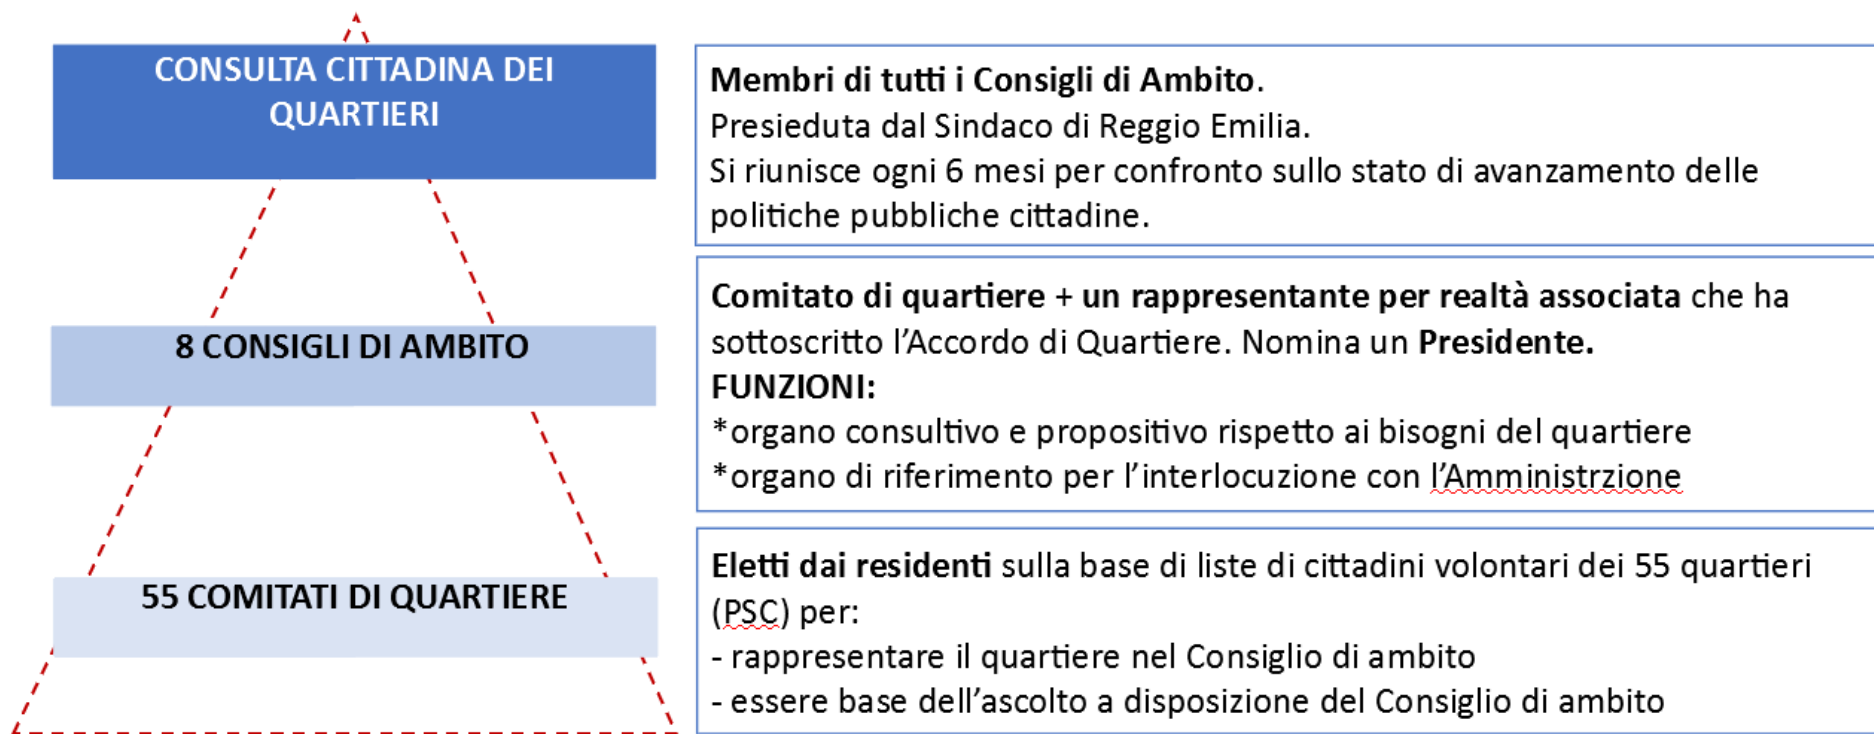 CONSULTA CITTADINA DEI
QUARTIERI
Membri di tutti i Consigli di Ambito.
Presieduta dal Sindaco di Reggio Emilia.
Si riunisce ogni 6 mesi per confronto sullo stato di avanzamento delle
politiche pubbliche cittadine.
8 CONSIGLI DI AMBITO
Comitato di quartiere + un rappresentante per realtà associata che ha
sottoscritto l’Accordo di Quartiere. Nomina un Presidente.
FUNZIONI:
*organo consultivo e propositivo rispetto ai bisogni del quartiere
*organo di riferimento per l’interlocuzione con l’Amministrzione
55 COMITATI DI QUARTIERE
Eletti dai residenti sulla base di liste di cittadini volontari dei 55 quartieri
(PSC) per:
- rappresentare il quartiere nel Consiglio di ambito
- essere base dell’ascolto a disposizione del Consiglio di ambito